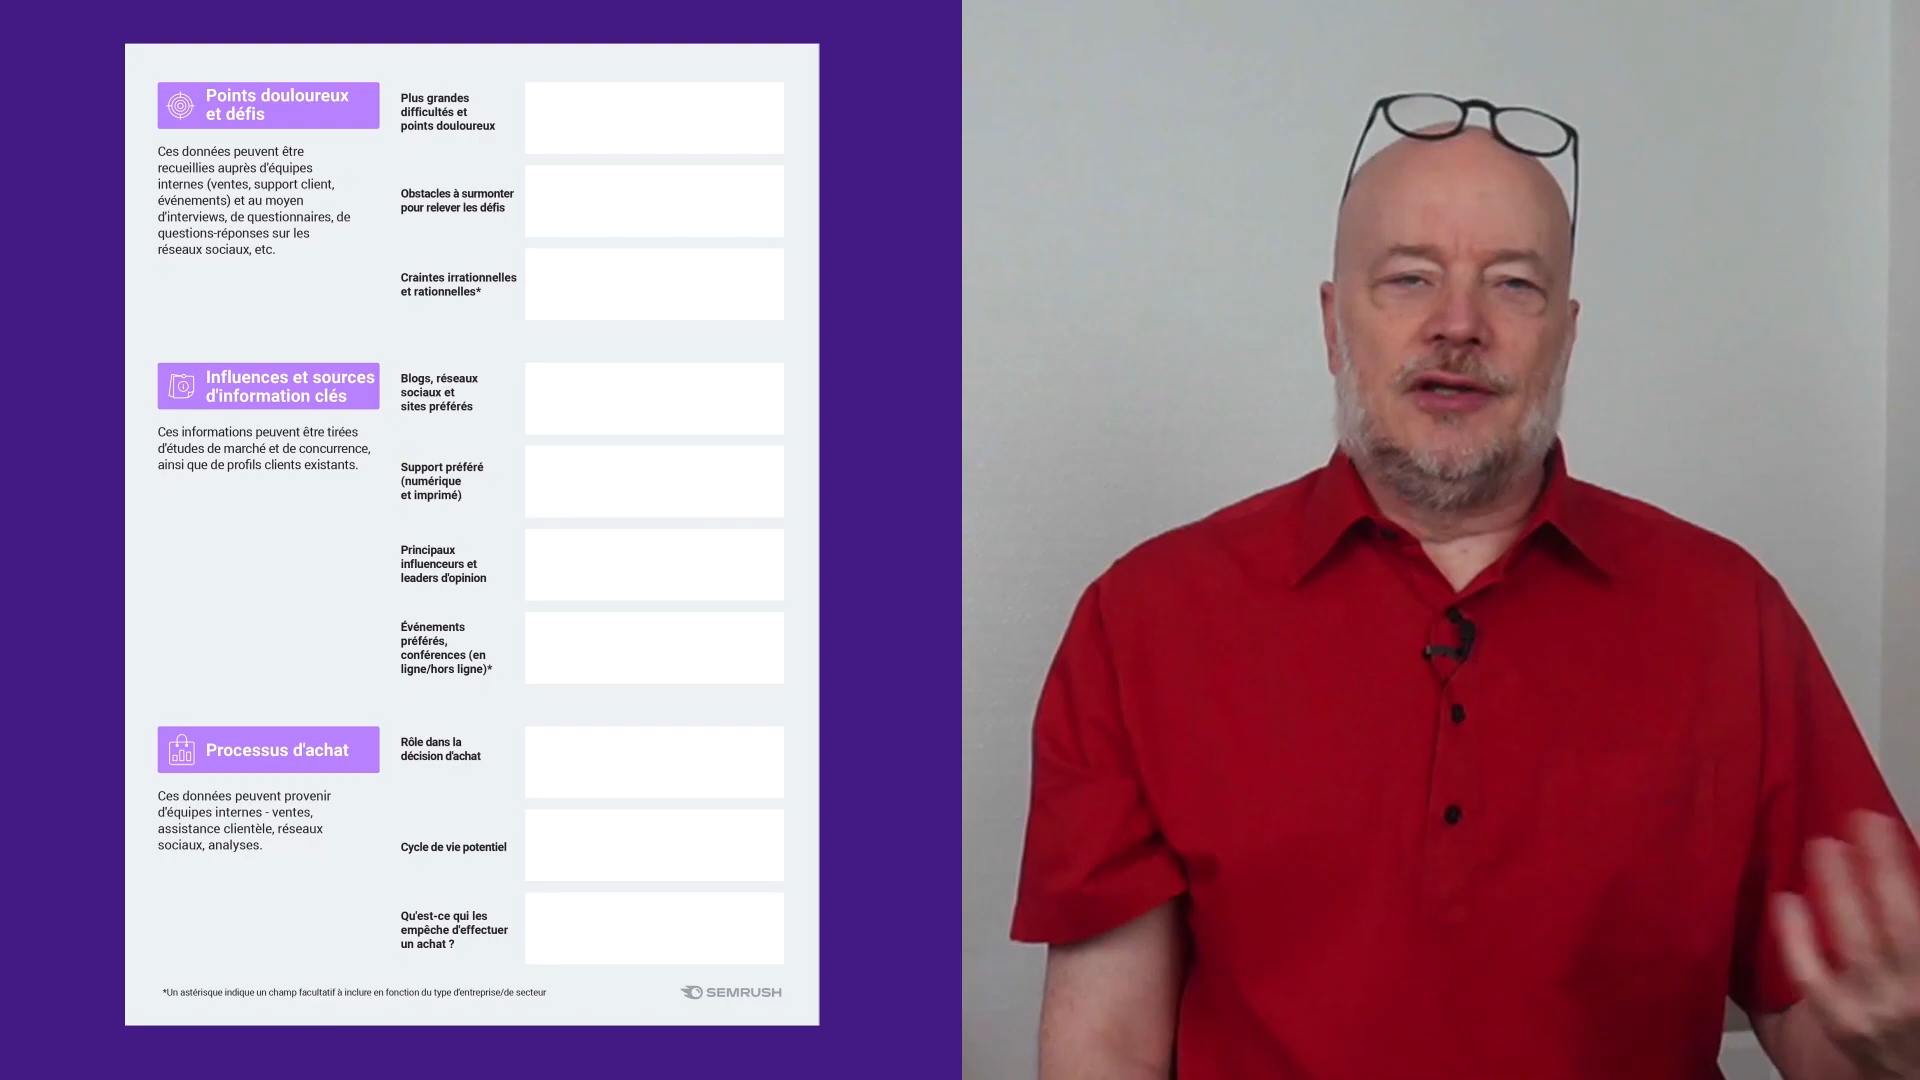 Points douloureux
et défis
Ces données peuvent être
recueillies auprès d'équipes
internes (ventes, support client,
événements) et au moyen
d'interviews, de questionnaires, de
questions-réponses sur les
réseaux sociaux, etc.
Plus grandes
difficultés et
points douloureux
Obstacles à surmonter
pour relever les défis
Craintes irrationnelles
et rationnelles*
Influences et sources
d'information clés
Ces informations peuvent être tirées
d'études de marché et de concurrence,
ainsi que de profils clients existants.
Blogs, réseaux
sociaux et
sites préférés
Support préféré
(numérique
et imprimé)
Principaux
influenceurs et
leaders d'opinion
Événements
préférés,
conférences (en
ligne/hors ligne)*
Processus d'achat
Ces données peuvent provenir
d'équipes internes - ventes,
assistance clientèle, réseaux
sociaux, analyses.
Rôle dans la
décision d'achat
Cycle de vie potentiel
Qu'est-ce qui les
empêche d'effectuer
un achat ?
*Un astérisque indique un champ facultatif à inclure en fonction du type d'entreprise/de secteur
SEMRUSH